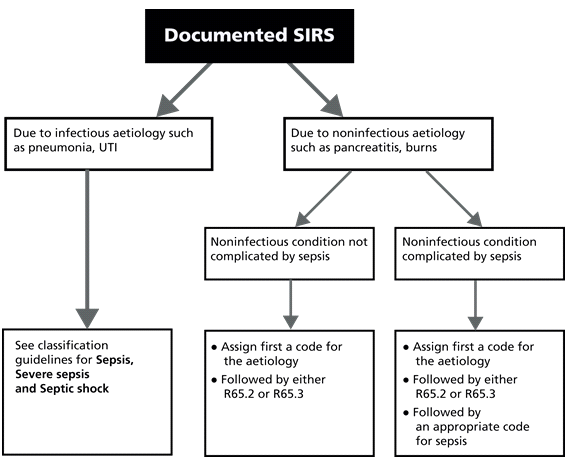 Documented SIRS
Due to infectious aetiology such
as pneumonia, UTI
Due to noninfectious aetiology
such as pancreatitis, burns
Noninfectious condition not
complicated by sepsis
Noninfectious condition
complicated by sepsis
See classification
guidelines for Sepsis,
Severe sepsis
and Septic shock
• Assign first a code for
the aetiology
• Followed by either
R65.2 or R65.3
• Assign first a code for
the aetiology
• Followed by either
R65.2 or R65.3
• Followed by
an appropriate code
for sepsis